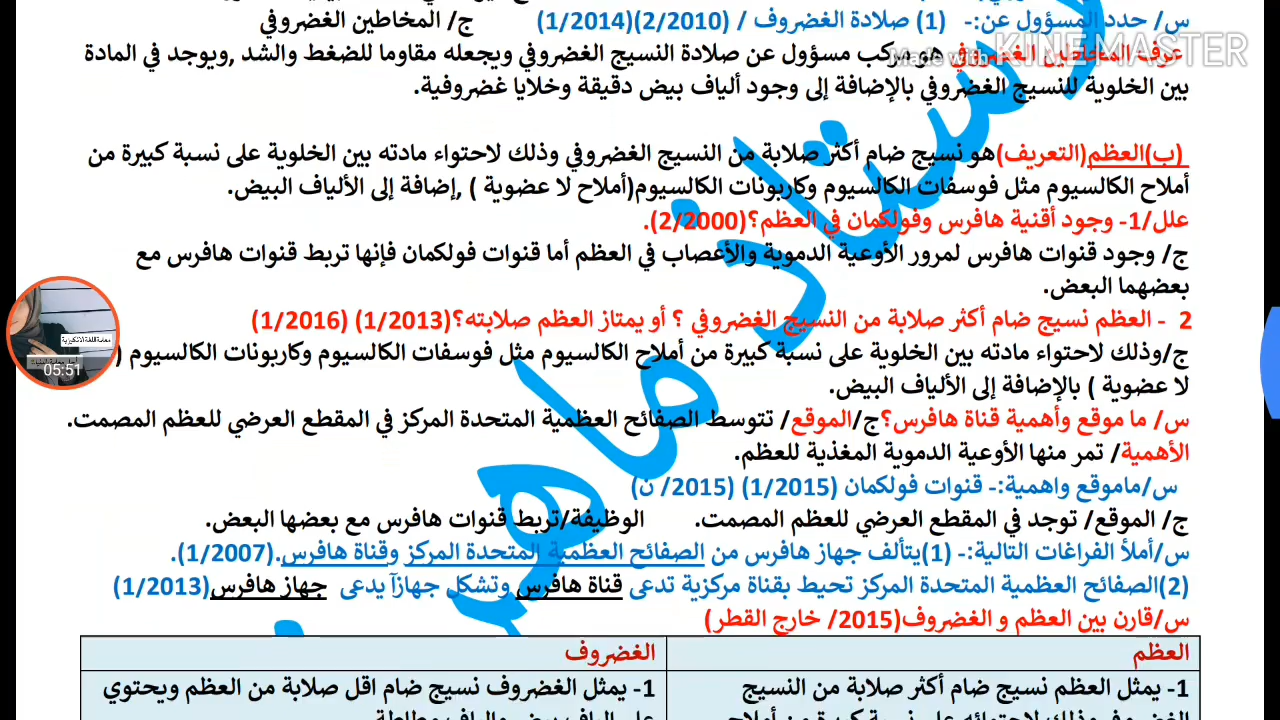 س/ حدد المسؤول عن:- (1) صلادة الغضروف / (2/2010)(1/2014) ج/ المخاطين الغضروفي
Made with KINEMASTER
عرف المخاطين الغضروفي هو مركب مسؤول عن صلادة النسيج الغضروفي ويجعله مقاوما للضغط والشد ,ويوجد في المادة
بين الخلوية للنسيج الغضروفي بالإضافة إلى وجود ألياف بيض دقيقة وخلايا غضروفية.
(ب)العظم(التعريف)هو نسيج ضام أكثر صلابة من النسيج الغضروفي وذلك لاحتواء مادته بين الخلوية على نسبة كبيرة من
أملاح الكالسيوم مثل فوسفات الكالسيوم وكاربونات الكالسيوم(أملاح لا عضوية ) ,إضافة إلى الألياف البيض.
علل/1- وجود أقنية هافرس وفولكمان في العظم؟(2/2000).
ج/ وجود قنوات هافرس لمرور الأوعية الدموية والأعصاب في العظم أما قنوات فولكمان فإنها تربط قنوات هافرس مع
بعضهما البعض.
2 - العظم نسيج ضام أكثر صلابة من النسيج الغضروفي ؟ أو يمتاز العظم صلابته؟(1/2013) (1/2016)
ج/وذلك لاحتواء مادته بين الخلوية على نسبة كبيرة من أملاح الكالسيوم مثل فوسفات الكالسيوم وكاربونات الكالسيوم (
لا عضوية ) بالإضافة إلى الألياف البيض.
05:51
س/ ما موقع وأهمية قناة هافرس؟ج/الموقع/ تتوسط الصفائح العظمية المتحدة المركز في المقطع العرضي للعظم المصمت.
الأهمية/ تمر منها الأوعية الدموية المغذية للعظم.
س/ماموقع واهمية:- قنوات فولكمان (1/2015) (2015/ ن)
ج/ الموقع/ توجد في المقطع العرضي للعظم المصمت. الوظيفة/تربط قنوات هافرس مع بعضها البعض.
س/أملأ الفراغات التالية:- (1)يتألف جهاز هافرس من الصفائح العظمية المتحدة المركز وقناة هافرس.(1/2007).
(2)الصفائح العظمية المتحدة المركز تحيط بقناة مركزية تدعى قناة هافرس وتشكل جهازآ يدعى جهاز هافرس(1/2013)
س/قارن بين العظم و الغضروف(2015/ خارج القطر)
العظم الغضروف
1- يمثل العظم نسيج ضام أكثر صلابة من النسيج 1- يمثل الغضروف نسيج ضام اقل صلابة من العظم ويحتوي